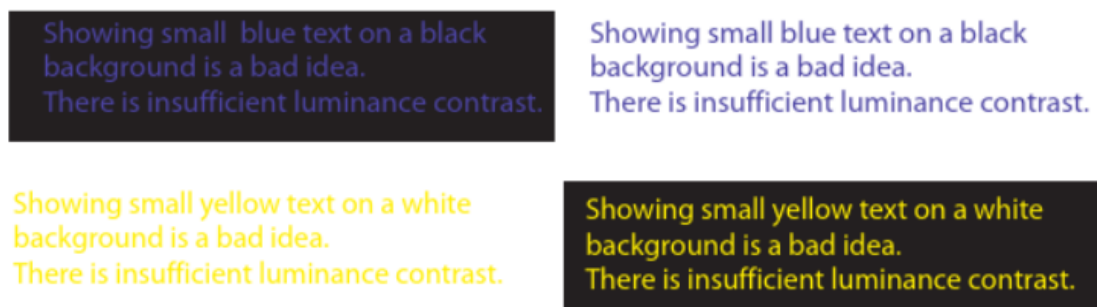 Showing small  blue text on a black
background is a bad idea.
There is insufficient luminance contrast.
Showing small blue text on a black
background is a bad idea.
There is insufficient luminance contrast.
Showing small yellow text on a white
background is a bad idea.
There is insufficient luminance contrast.
Showing small yellow text on a white
background is a bad idea.
There is insufficient luminance contrast.